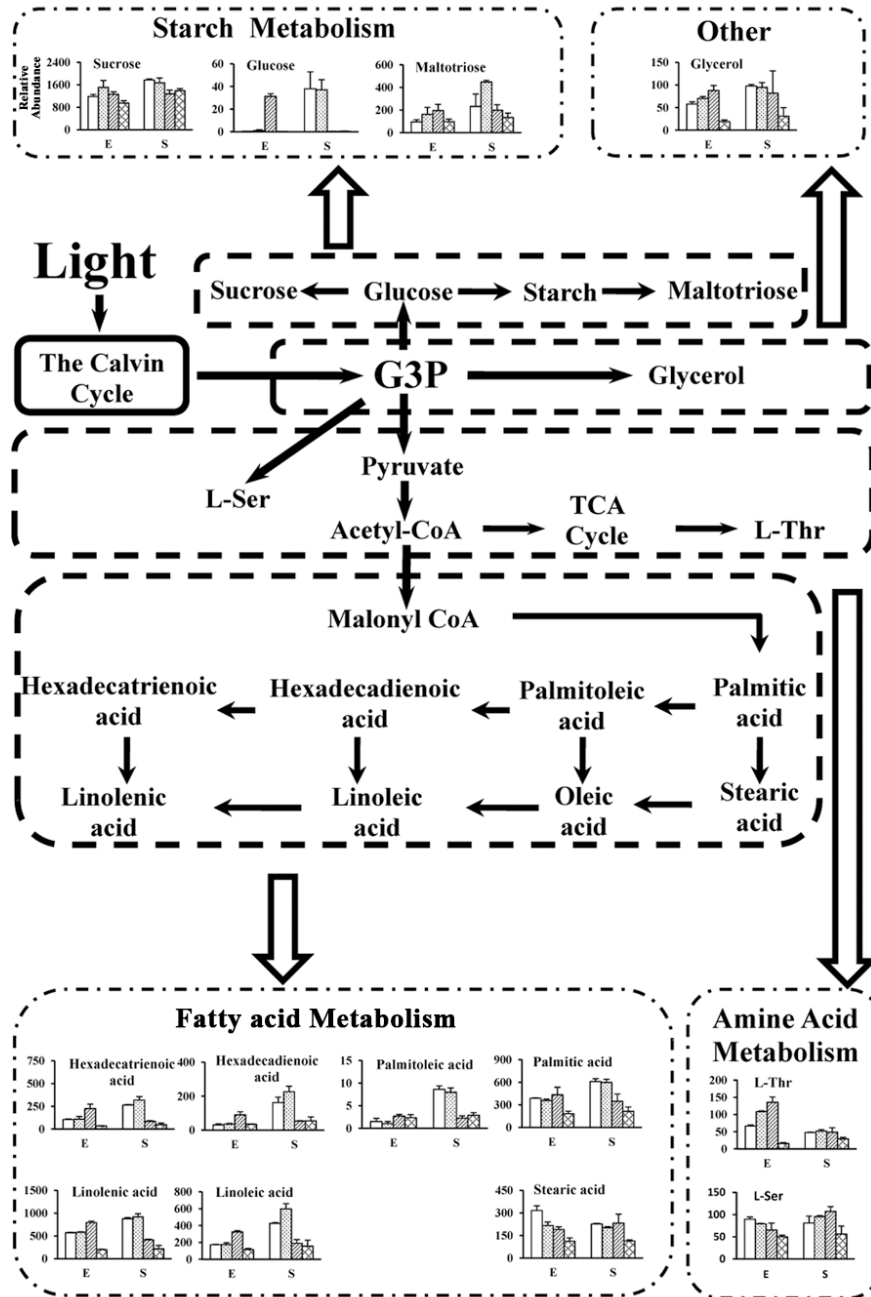 Starch Metabolism
Sucrose
Glucose
Maltotriose
Relative
Abundance
2400
1600
800
0
E
S
60
40
20
0
E
S
600
400
200
0
E
S
Other
Glycerol
150
100
50
0
E
S
Light
Sucrose
Glucose
Starch
Maltotriose
The Calvin
Cycle
G3P
Glycerol
Pyruvate
L-Ser
Acetyl-CoA
TCA
Cycle
L-Thr
Malonyl CoA
Hexadecatrienoic
acid
Hexadecadienoic
acid
Palmitoleic
acid
Palmitic
acid
Linolenic
acid
Linoleic
acid
Oleic
acid
Stearic
acid
Fatty acid Metabolism
Hexadecatrienoic
acid
750
500
250
0
E
S
Hexadecadienoic
acid
400
200
0
E
S
Palmitoleic acid
15
10
5
0
E
S
Palmitic acid
900
600
300
0
E
S
Linolenic acid
1500
1000
500
0
E
S
Linoleic acid
800
600
400
200
0
E
S
Stearic acid
450
300
150
0
E
S
Amine Acid
Metabolism
L-Thr
200
150
100
50
0
E
S
L-Ser
150
100
50
0
E
S